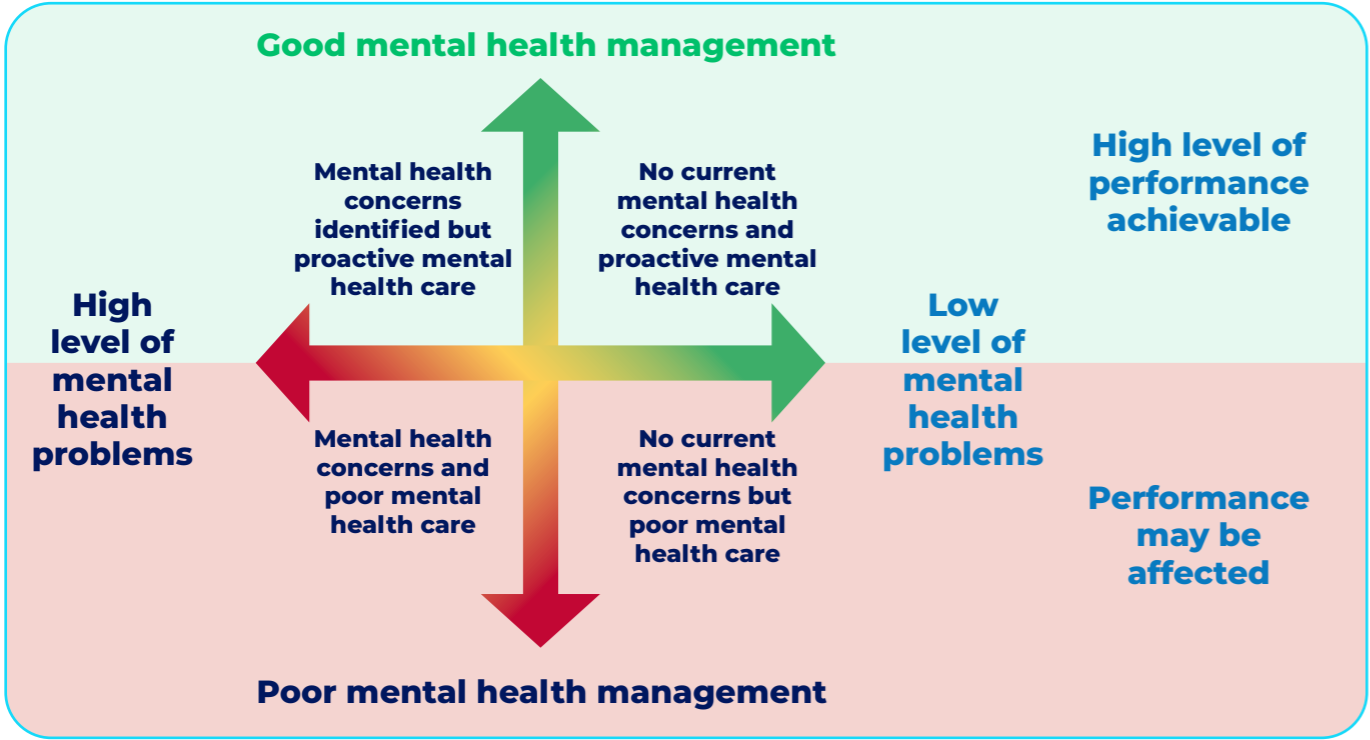 Good mental health management
Mental health
concerns
identified but
proactive mental
health care
No current
mental health
concerns and
proactive mental
health care
High level of
performance
achievable
High
level of
mental
health
problems
Low
level of
mental
health
problems
Mental health
concerns and
poor mental
health care
No current
mental health
concerns but
poor mental
health care
Performance
may be
affected
Poor mental health management